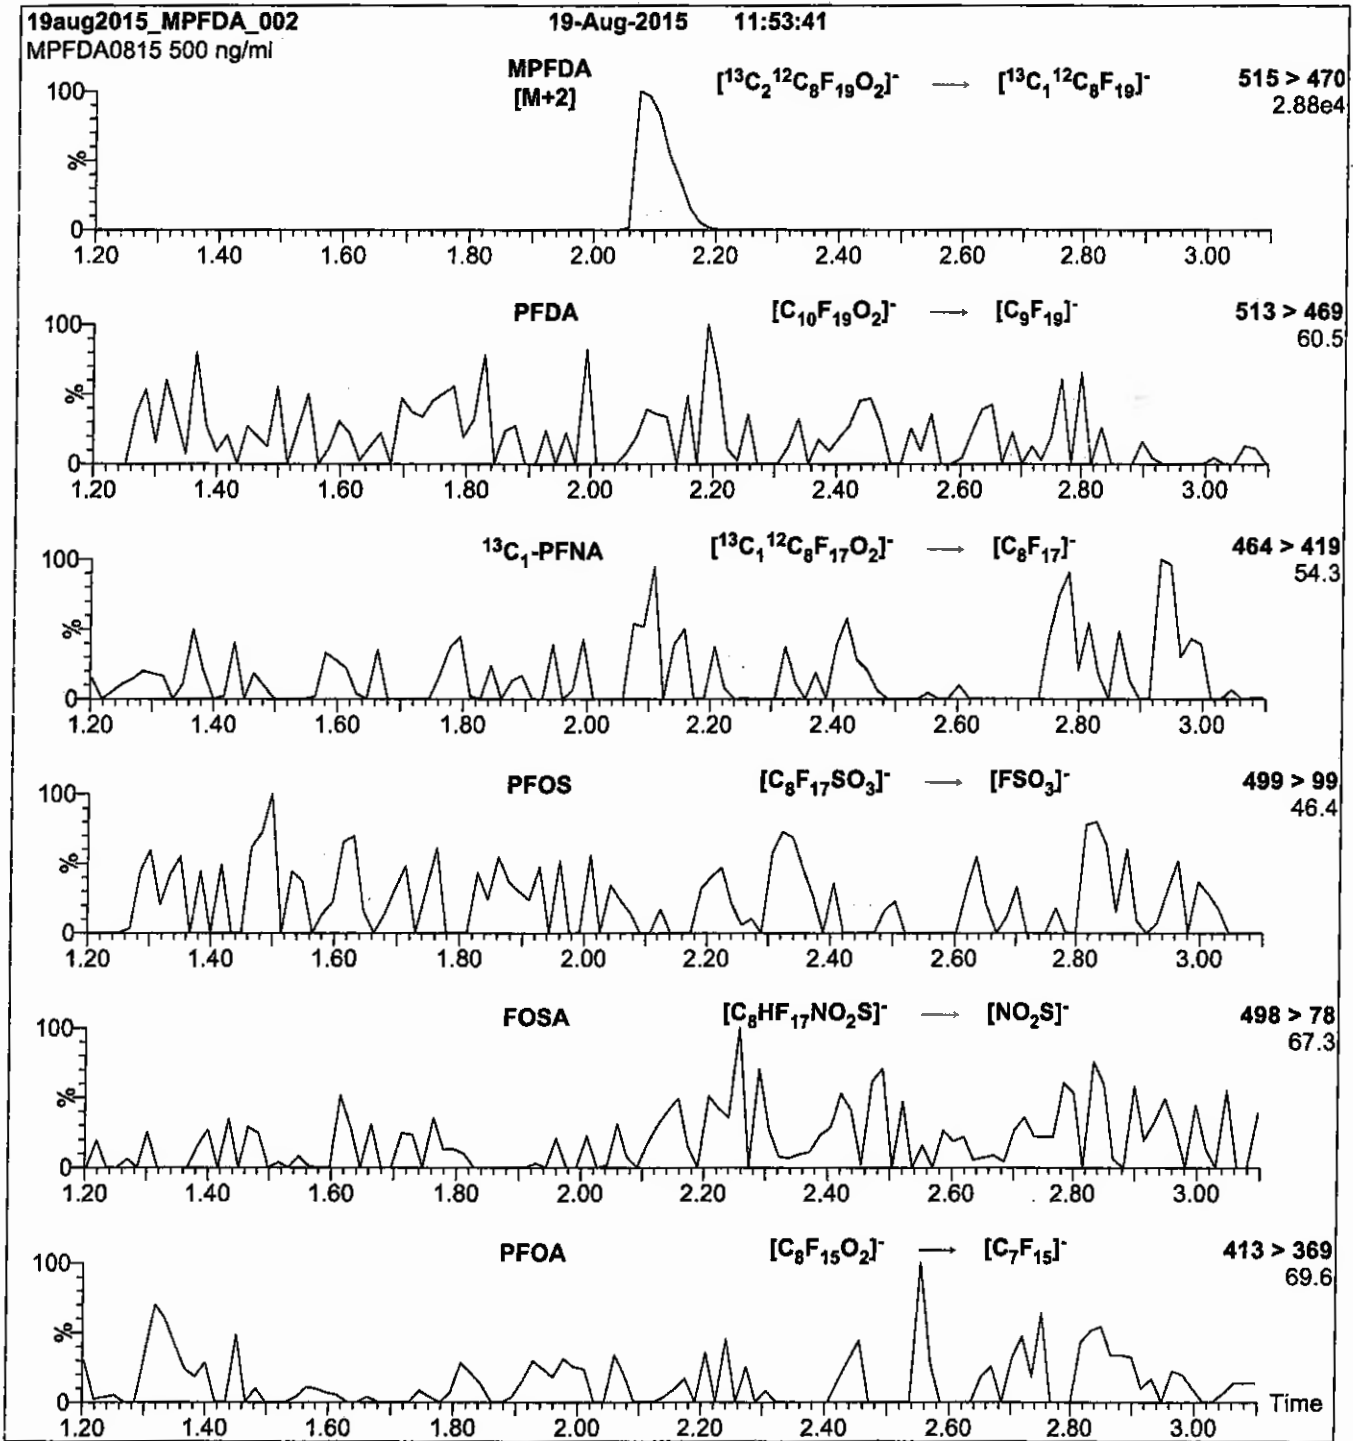 19aug2015_MPFDA_002 19-Aug-2015 11:53:41
MPFDA0815 500 ng/ml
MPFDA [¹³C₂¹²C₈F₁₉O₂]⁻ → [¹³C₁¹²C₈F₁₉]⁻ 515 > 470
[M+2] 2.88e4
100
%
0
1.20 1.40 1.60 1.80 2.00 2.20 2.40 2.60 2.80 3.00
PFDA [C₁₀F₁₉O₂]⁻ → [C₉F₁₉]⁻ 513 > 469
60.5
100
%
0
1.20 1.40 1.60 1.80 2.00 2.20 2.40 2.60 2.80 3.00
¹³C₁-PFNA [¹³C₁¹²C₈F₁₇O₂]⁻ → [C₈F₁₇]⁻ 464 > 419
54.3
100
%
0
1.20 1.40 1.60 1.80 2.00 2.20 2.40 2.60 2.80 3.00
PFOS [C₈F₁₇SO₃]⁻ → [FSO₃]⁻ 499 > 99
46.4
100
%
0
1.20 1.40 1.60 1.80 2.00 2.20 2.40 2.60 2.80 3.00
FOSA [C₈HF₁₇NO₂S]⁻ → [NO₂S]⁻ 498 > 78
67.3
100
%
0
1.20 1.40 1.60 1.80 2.00 2.20 2.40 2.60 2.80 3.00
PFOA [C₈F₁₅O₂]⁻ → [C₇F₁₅]⁻ 413 > 369
69.6
100
%
0 Time
1.20 1.40 1.60 1.80 2.00 2.20 2.40 2.60 2.80 3.00